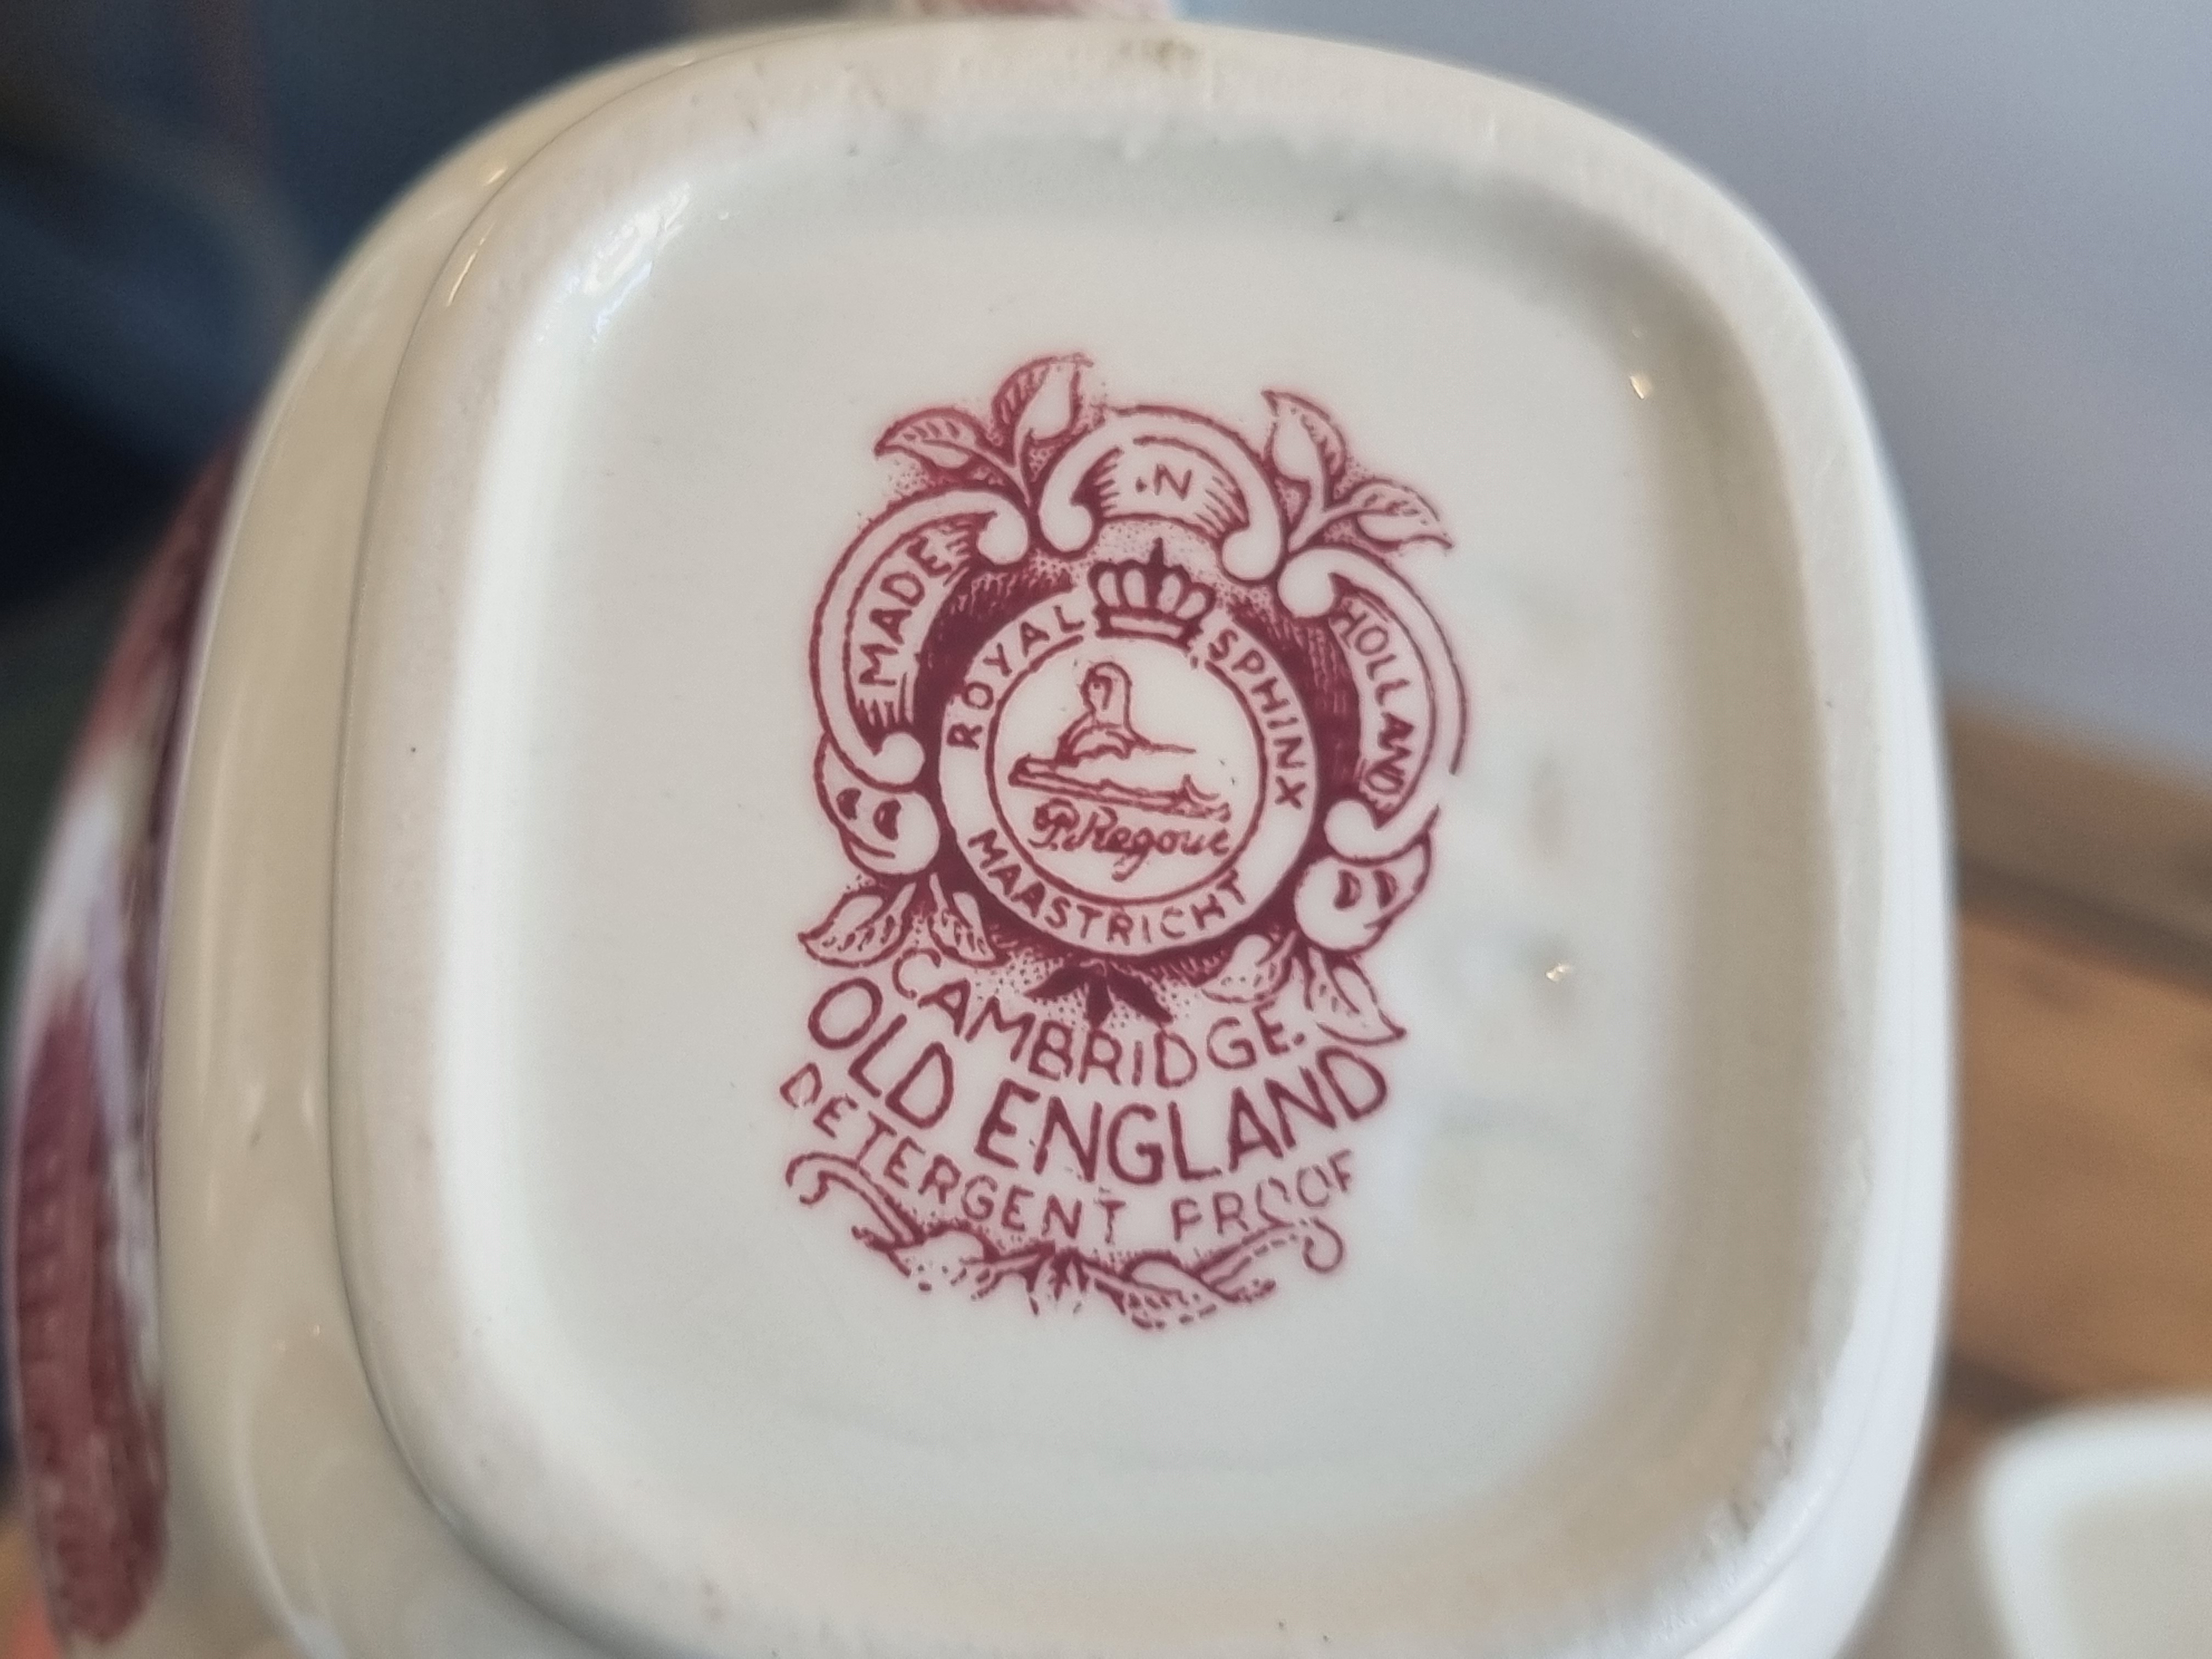 MADE
IN
HOLLAND
ROYAL SPHINX
P. Regout
MAASTRICHT
CAMBRIDGE.
OLD ENGLAND
DETERGENT PROOF